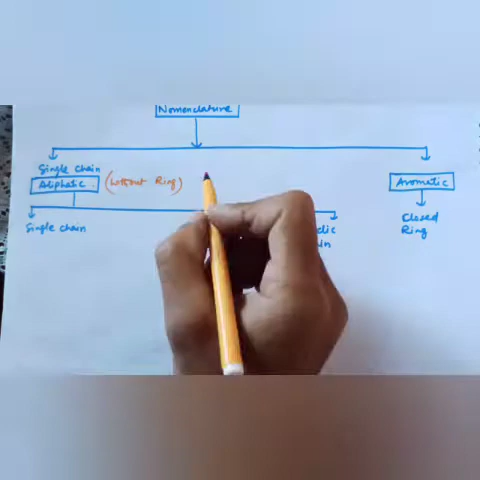 Nomenclature
Single chain
Aliphatic (without Ring)
Aromatic
Single chain
closed
Ring